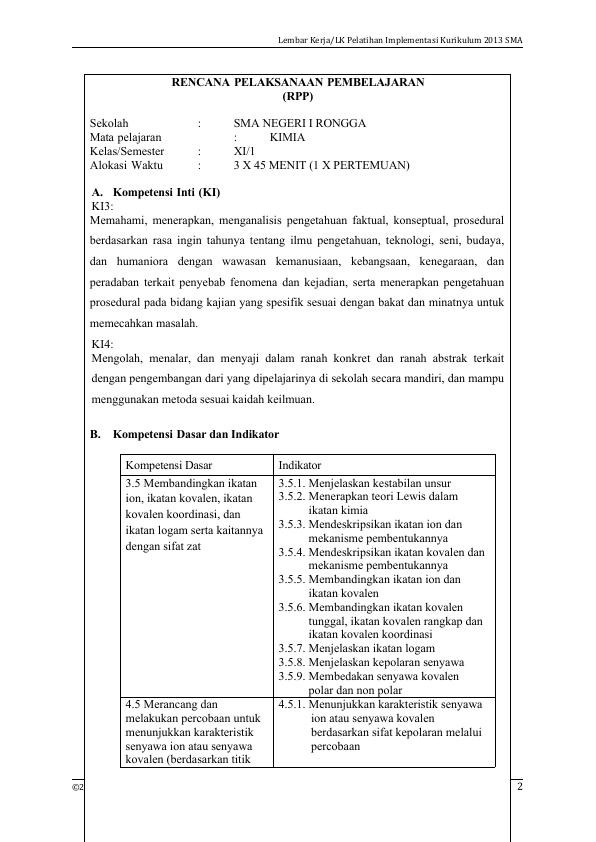 Lembar Kerja/LK Pelatihan Implementasi Kurikulum 2013 SMA
RENCANA PELAKSANAAN PEMBELAJARAN
(RPP)
Sekolah : SMA NEGERI I RONGGA
Mata pelajaran : KIMIA
Kelas/Semester : XI/1
Alokasi Waktu : 3 X 45 MENIT (1 X PERTEMUAN)
A. Kompetensi Inti (KI)
KI3:
Memahami, menerapkan, menganalisis pengetahuan faktual, konseptual, prosedural
berdasarkan rasa ingin tahunya tentang ilmu pengetahuan, teknologi, seni, budaya,
dan humaniora dengan wawasan kemanusiaan, kebangsaan, kenegaraan, dan
peradaban terkait penyebab fenomena dan kejadian, serta menerapkan pengetahuan
prosedural pada bidang kajian yang spesifik sesuai dengan bakat dan minatnya untuk
memecahkan masalah.
KI4:
Mengolah, menalar, dan menyaji dalam ranah konkret dan ranah abstrak terkait
dengan pengembangan dari yang dipelajarinya di sekolah secara mandiri, dan mampu
menggunakan metoda sesuai kaidah keilmuan.
B. Kompetensi Dasar dan Indikator
Kompetensi Dasar
Indikator
3.5 Membandingkan ikatan
ion, ikatan kovalen, ikatan
kovalen koordinasi, dan
ikatan logam serta kaitannya
dengan sifat zat
3.5.1. Menjelaskan kestabilan unsur
3.5.2. Menerapkan teori Lewis dalam
ikatan kimia
3.5.3. Mendeskripsikan ikatan ion dan
mekanisme pembentukannya
3.5.4. Mendeskripsikan ikatan kovalen dan
mekanisme pembentukannya
3.5.5. Membandingkan ikatan ion dan
ikatan kovalen
3.5.6. Membandingkan ikatan kovalen
tunggal, ikatan kovalen rangkap dan
ikatan kovalen koordinasi
3.5.7. Menjelaskan ikatan logam
3.5.8. Menjelaskan kepolaran senyawa
3.5.9. Membedakan senyawa kovalen
polar dan non polar
4.5 Merancang dan
melakukan percobaan untuk
menunjukkan karakteristik
senyawa ion atau senyawa
kovalen (berdasarkan titik
4.5.1. Menunjukkan karakteristik senyawa
ion atau senyawa kovalen
berdasarkan sifat kepolaran melalui
percobaan
©2
2